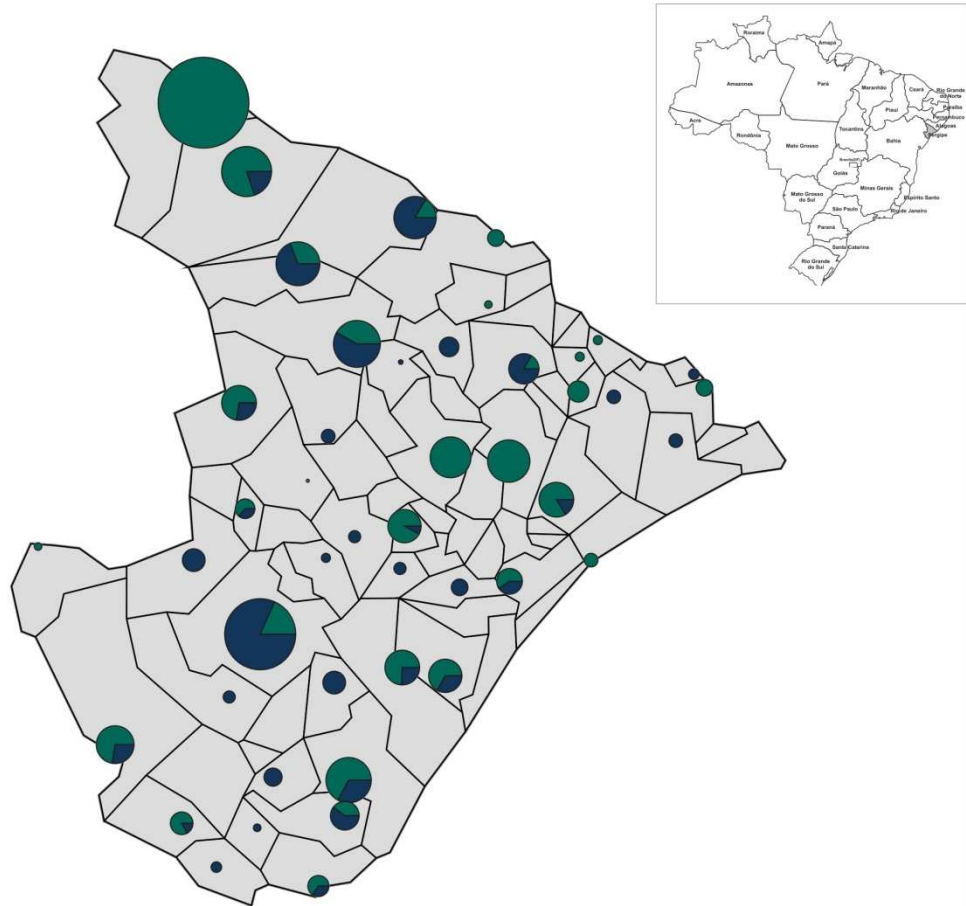 Roraima
Amapá
Amazones
Pará
Maranhão
Ceará
Rio Grande
do Norte
Paraíba
Piauí
Pernambuco
Acre
Alagoas
Sergipe
Tocantins
Rondônia
Bahia
Mato Grosso
Goiás
Minas Gerais
Mato Grosso
do Sul
Espírito Santo
São Paulo
Rio de Janeiro
Paraná
Santa Catarina
Rio Grande
do Sul